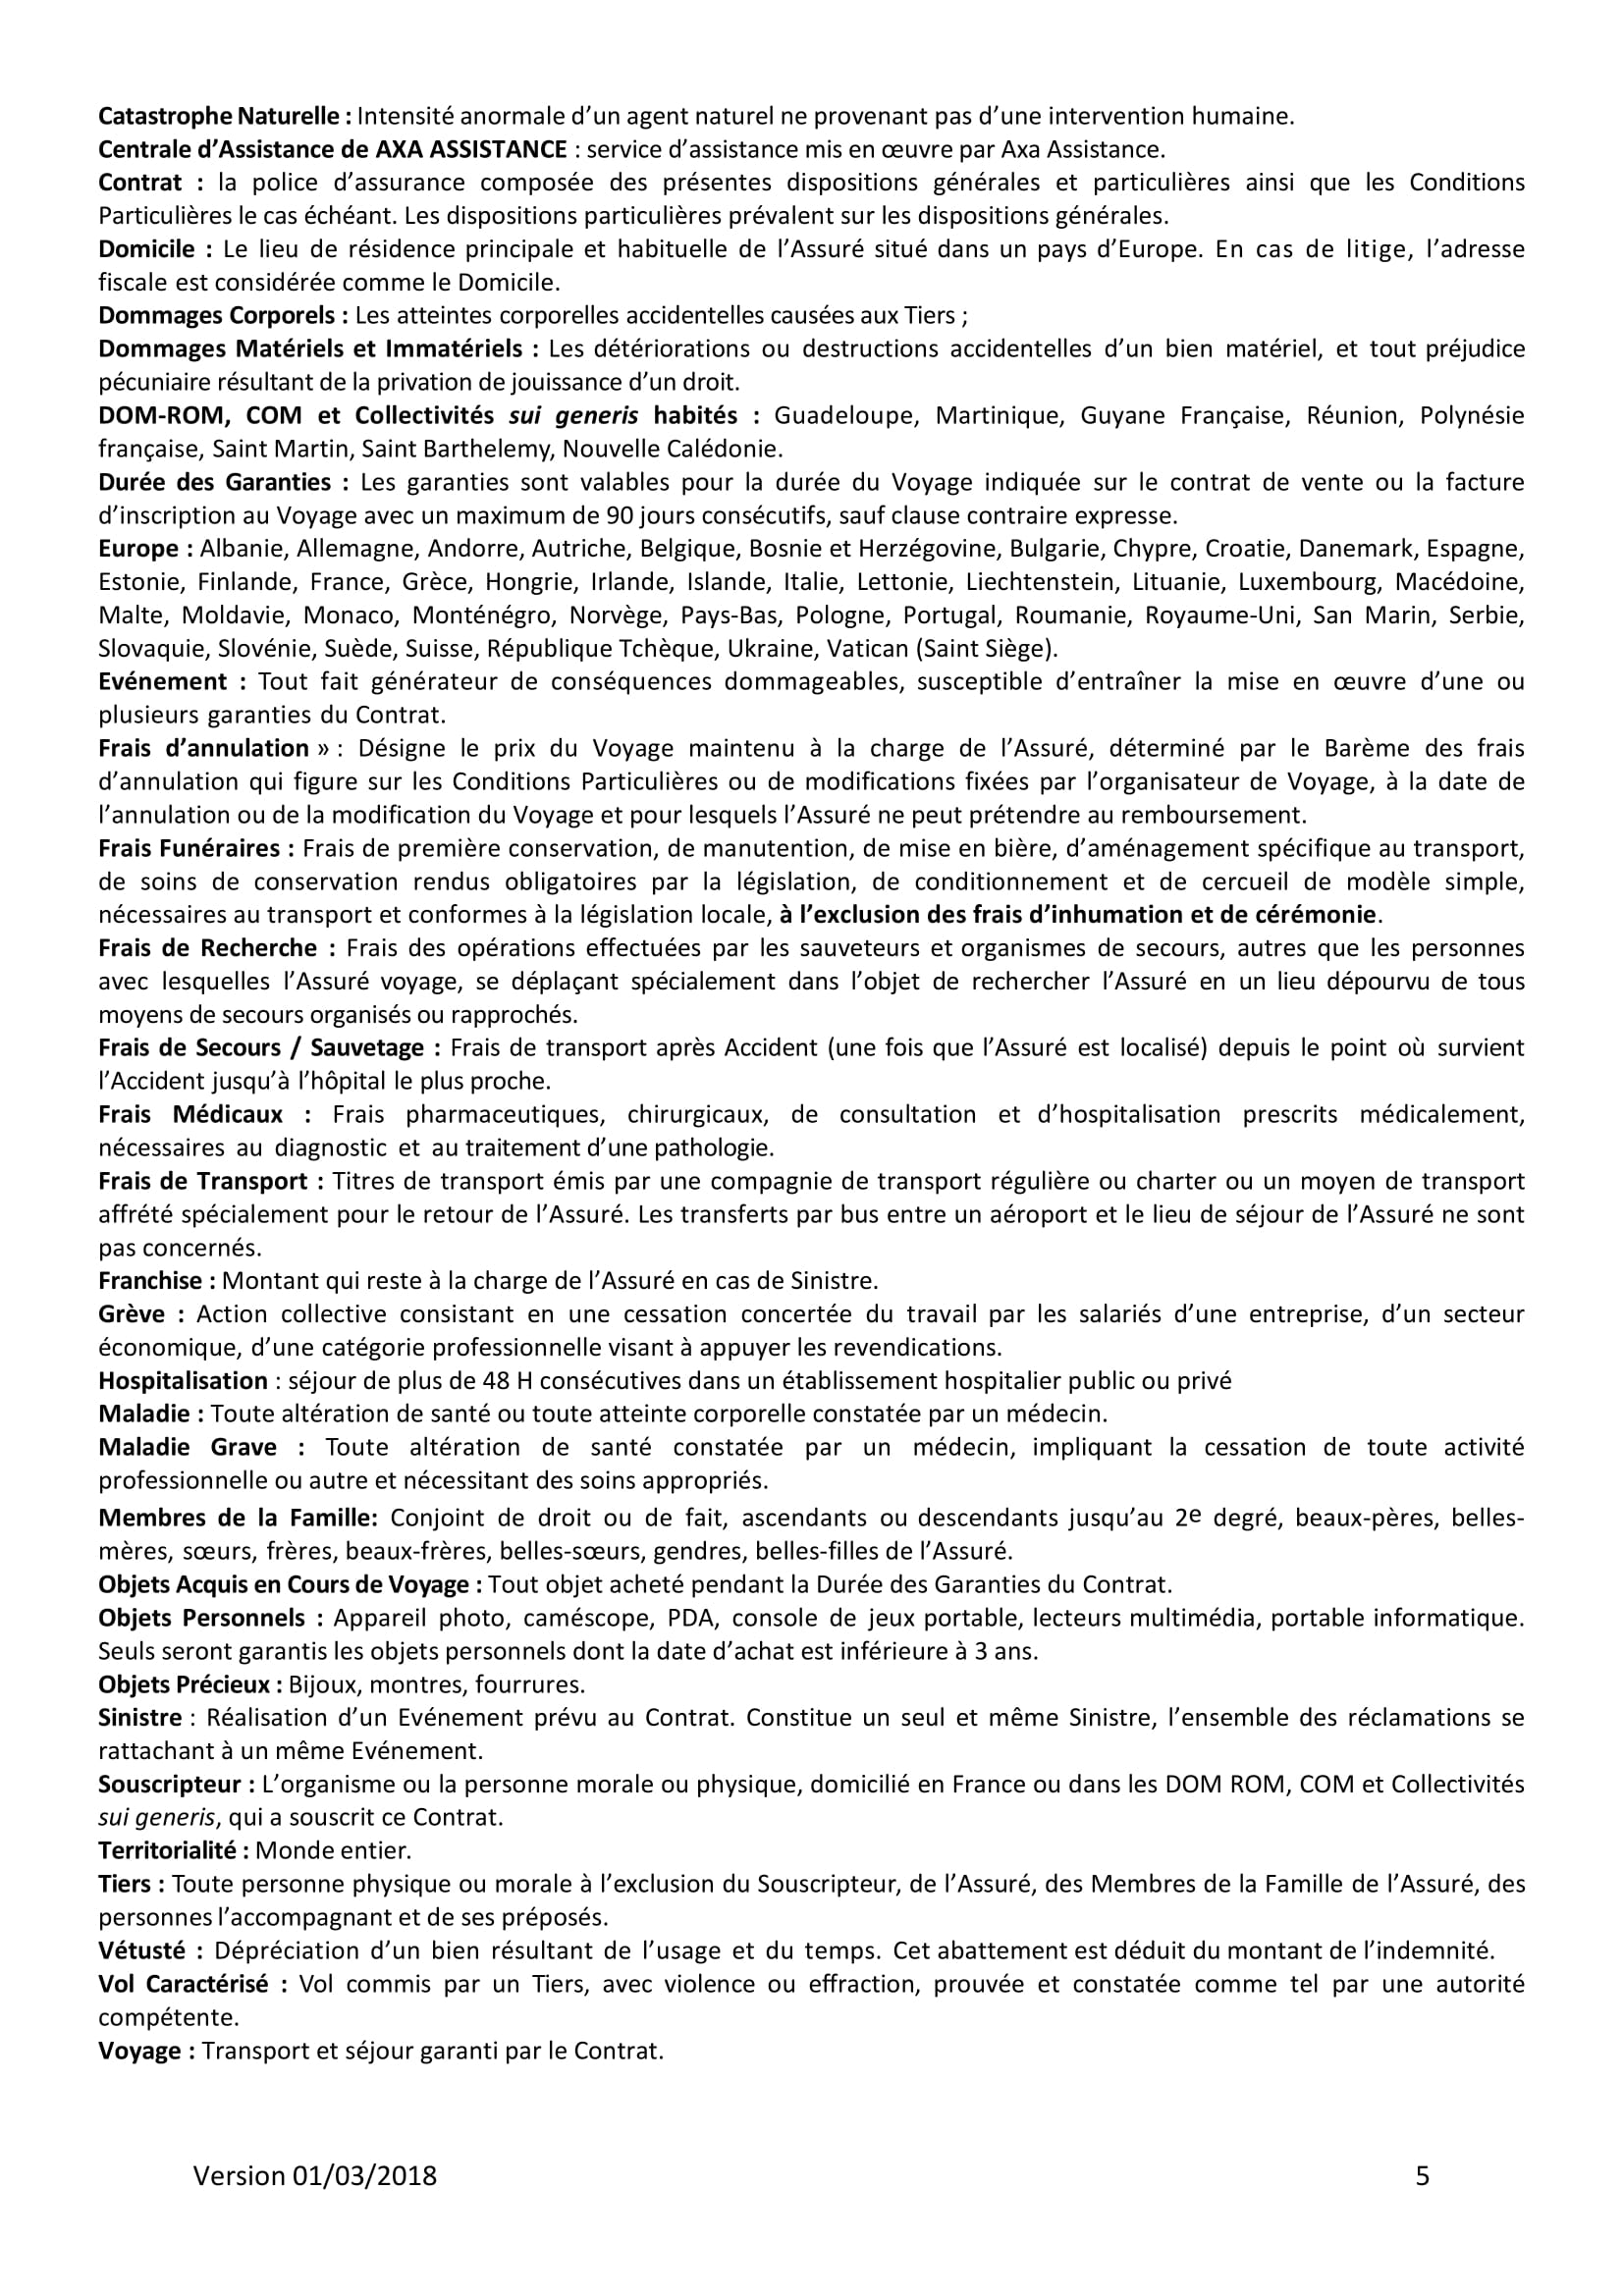 Catastrophe Naturelle : Intensité anormale d’un agent naturel ne provenant pas d’une intervention humaine.
Centrale d’Assistance de AXA ASSISTANCE : service d’assistance mis en œuvre par Axa Assistance.
Contrat : la police d’assurance composée des présentes dispositions générales et particulières ainsi que les Conditions
Particulières le cas échéant. Les dispositions particulières prévalent sur les dispositions générales.
Domicile : Le lieu de résidence principale et habituelle de l’Assuré situé dans un pays d’Europe. En cas de litige, l’adresse
fiscale est considérée comme le Domicile.
Dommages Corporels : Les atteintes corporelles accidentelles causées aux Tiers ;
Dommages Matériels et Immatériels : Les détériorations ou destructions accidentelles d’un bien matériel, et tout préjudice
pécuniaire résultant de la privation de jouissance d’un droit.
DOM-ROM, COM et Collectivités sui generis habités : Guadeloupe, Martinique, Guyane Française, Réunion, Polynésie
française, Saint Martin, Saint Barthelemy, Nouvelle Calédonie.
Durée des Garanties : Les garanties sont valables pour la durée du Voyage indiquée sur le contrat de vente ou la facture
d’inscription au Voyage avec un maximum de 90 jours consécutifs, sauf clause contraire expresse.
Europe : Albanie, Allemagne, Andorre, Autriche, Belgique, Bosnie et Herzégovine, Bulgarie, Chypre, Croatie, Danemark, Espagne,
Estonie, Finlande, France, Grèce, Hongrie, Irlande, Islande, Italie, Lettonie, Liechtenstein, Lituanie, Luxembourg, Macédoine,
Malte, Moldavie, Monaco, Monténégro, Norvège, Pays-Bas, Pologne, Portugal, Roumanie, Royaume-Uni, San Marin, Serbie,
Slovaquie, Slovénie, Suède, Suisse, République Tchèque, Ukraine, Vatican (Saint Siège).
Evénement : Tout fait générateur de conséquences dommageables, susceptible d’entraîner la mise en œuvre d’une ou
plusieurs garanties du Contrat.
Frais d’annulation » : Désigne le prix du Voyage maintenu à la charge de l’Assuré, déterminé par le Barème des frais
d’annulation qui figure sur les Conditions Particulières ou de modifications fixées par l’organisateur de Voyage, à la date de
l’annulation ou de la modification du Voyage et pour lesquels l’Assuré ne peut prétendre au remboursement.
Frais Funéraires : Frais de première conservation, de manutention, de mise en bière, d’aménagement spécifique au transport,
de soins de conservation rendus obligatoires par la législation, de conditionnement et de cercueil de modèle simple,
nécessaires au transport et conformes à la législation locale, à l’exclusion des frais d’inhumation et de cérémonie.
Frais de Recherche : Frais des opérations effectuées par les sauveteurs et organismes de secours, autres que les personnes
avec lesquelles l’Assuré voyage, se déplaçant spécialement dans l’objet de rechercher l’Assuré en un lieu dépourvu de tous
moyens de secours organisés ou rapprochés.
Frais de Secours / Sauvetage : Frais de transport après Accident (une fois que l’Assuré est localisé) depuis le point où survient
l’Accident jusqu’à l’hôpital le plus proche.
Frais Médicaux : Frais pharmaceutiques, chirurgicaux, de consultation et d’hospitalisation prescrits médicalement,
nécessaires au diagnostic et au traitement d’une pathologie.
Frais de Transport : Titres de transport émis par une compagnie de transport régulière ou charter ou un moyen de transport
affrété spécialement pour le retour de l’Assuré. Les transferts par bus entre un aéroport et le lieu de séjour de l’Assuré ne sont
pas concernés.
Franchise : Montant qui reste à la charge de l’Assuré en cas de Sinistre.
Grève : Action collective consistant en une cessation concertée du travail par les salariés d’une entreprise, d’un secteur
économique, d’une catégorie professionnelle visant à appuyer les revendications.
Hospitalisation : séjour de plus de 48 H consécutives dans un établissement hospitalier public ou privé
Maladie : Toute altération de santé ou toute atteinte corporelle constatée par un médecin.
Maladie Grave : Toute altération de santé constatée par un médecin, impliquant la cessation de toute activité
professionnelle ou autre et nécessitant des soins appropriés.
Membres de la Famille: Conjoint de droit ou de fait, ascendants ou descendants jusqu’au 2e degré, beaux-pères, belles-
mères, sœurs, frères, beaux-frères, belles-sœurs, gendres, belles-filles de l’Assuré.
Objets Acquis en Cours de Voyage : Tout objet acheté pendant la Durée des Garanties du Contrat.
Objets Personnels : Appareil photo, caméscope, PDA, console de jeux portable, lecteurs multimédia, portable informatique.
Seuls seront garantis les objets personnels dont la date d’achat est inférieure à 3 ans.
Objets Précieux : Bijoux, montres, fourrures.
Sinistre : Réalisation d’un Evénement prévu au Contrat. Constitue un seul et même Sinistre, l’ensemble des réclamations se
rattachant à un même Evénement.
Souscripteur : L’organisme ou la personne morale ou physique, domicilié en France ou dans les DOM ROM, COM et Collectivités
sui generis, qui a souscrit ce Contrat.
Territorialité : Monde entier.
Tiers : Toute personne physique ou morale à l’exclusion du Souscripteur, de l’Assuré, des Membres de la Famille de l’Assuré, des
personnes l’accompagnant et de ses préposés.
Vétusté : Dépréciation d’un bien résultant de l’usage et du temps. Cet abattement est déduit du montant de l’indemnité.
Vol Caractérisé : Vol commis par un Tiers, avec violence ou effraction, prouvée et constatée comme tel par une autorité
compétente.
Voyage : Transport et séjour garanti par le Contrat.
Version 01/03/2018 5